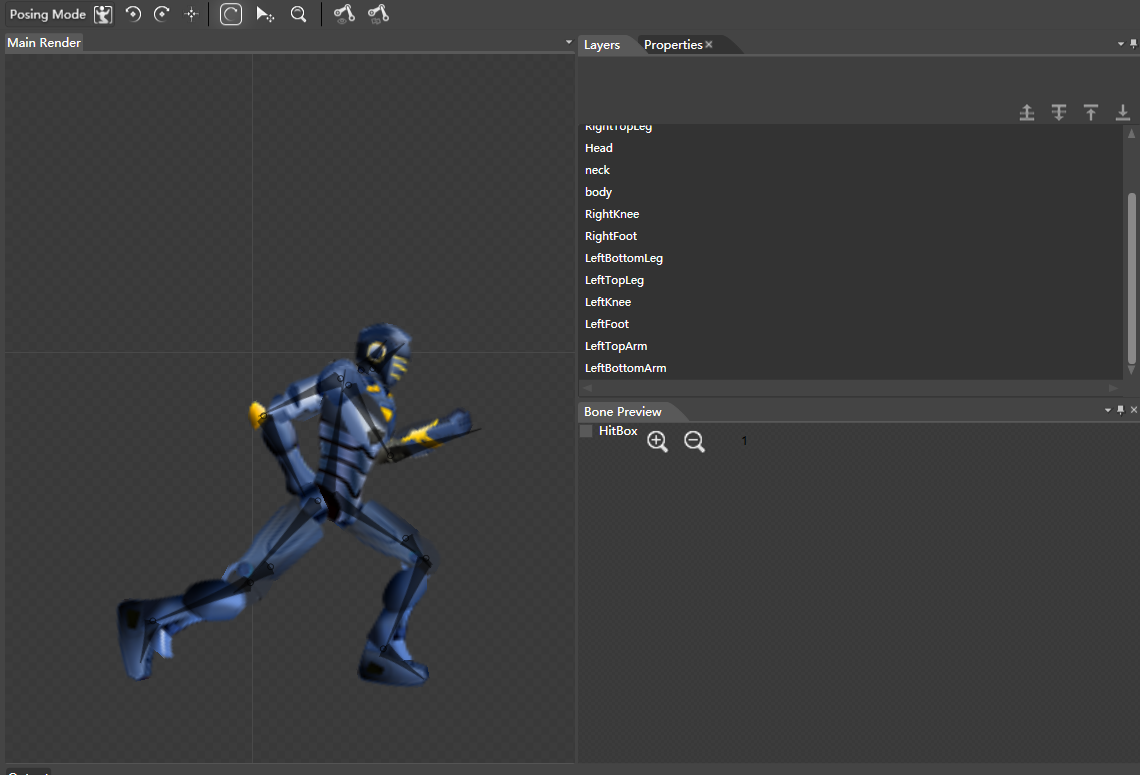 Posing Mode
Main Render
Layers
Properties
RightTopLeg
Head
neck
body
RightKnee
RightFoot
LeftBottomLeg
LeftTopLeg
LeftKnee
LeftFoot
LeftTopArm
LeftBottomArm
Bone Preview
HitBox
1